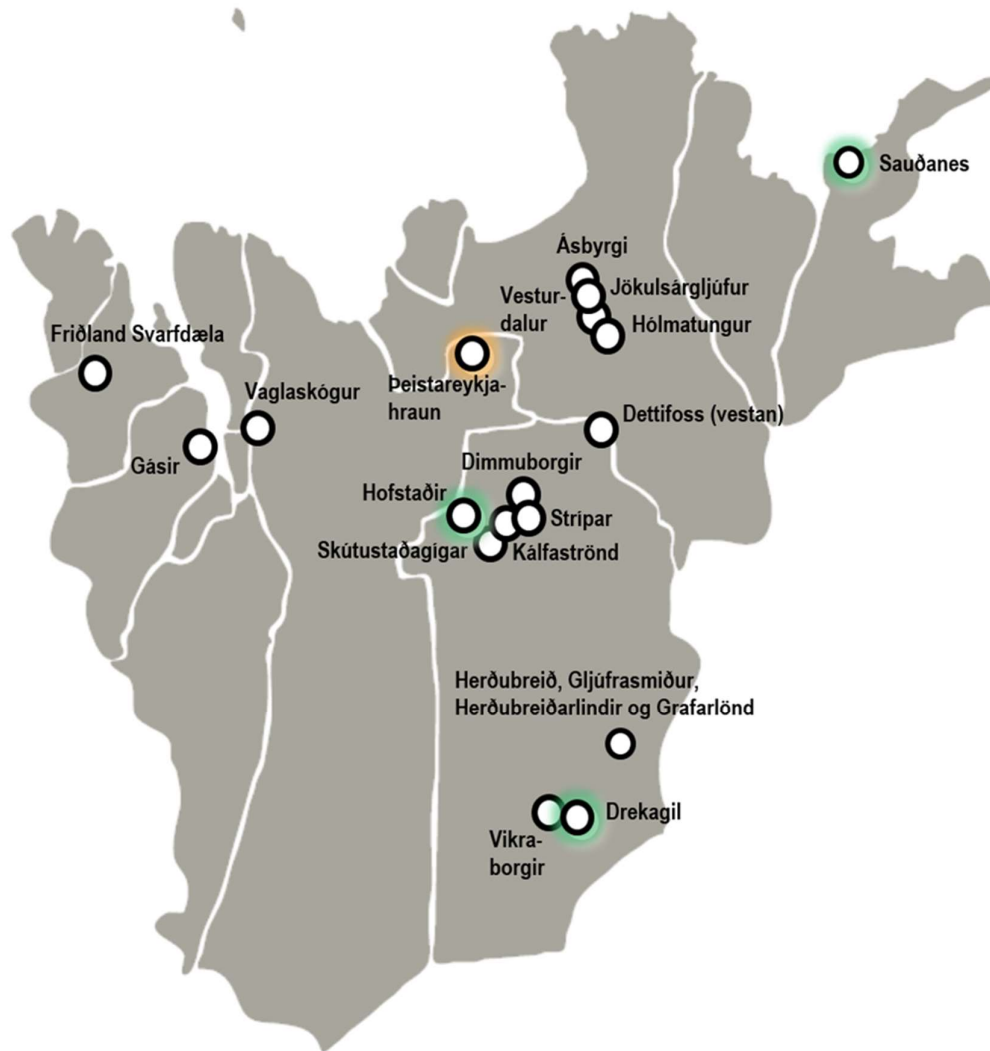 Sauðanes
Ásbyrgi
Jökulsárgljúfur
Vestur-
dalur
Hólmatungur
Friðland Svarfdæla
Þeistareykja-
hraun
Vaglaskógur
Dettifoss (vestan)
Gásir
Dimmuborgir
Hofstaðir
Strípar
Skútustaðagígar
Kálfaströnd
Herðubreið, Gljúfrasmiður,
Herðubreiðarlindir og Grafarlönd
Drekagil
Vikra-
borgir